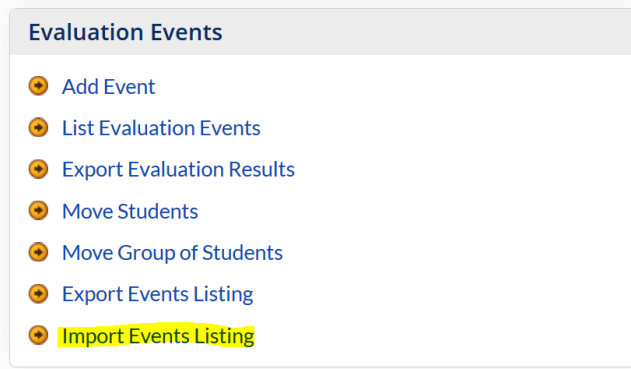 Evaluation Events
Add Event
List Evaluation Events
Export Evaluation Results
Move Students
Move Group of Students
Export Events Listing
Import Events Listing